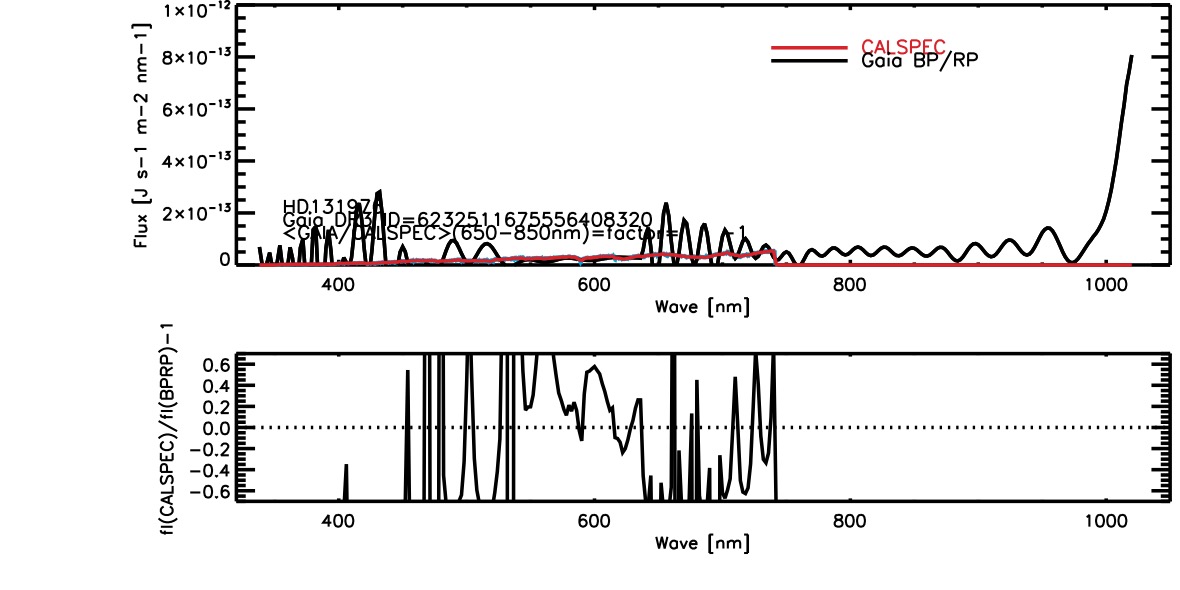 1×10-12
8×10-13
6×10-13
4×10-13
2×10-13
0
Flux [J s-1 m-2 nm-1]
CALSPEC
Gaia BP/RP
Gaia DR3 ID=6232511675556408320
<GAIA/CALSPEC>(650-850nm)=factor= -1
400 600 800 1000
Wave [nm]
fl(CALSPEC)/fl(BPRP)-1
0.6
0.4
0.2
0.0
-0.2
-0.4
-0.6
400 600 800 1000
Wave [nm]